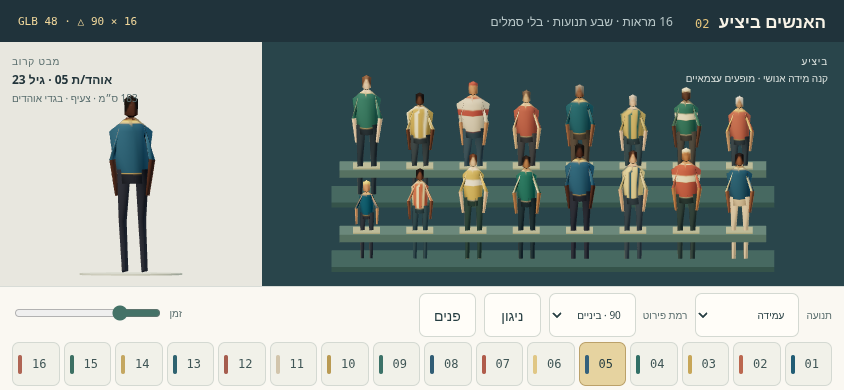 האנשים ביציע 02 16 מראות · שבע תנועות · בלי סמלים GLB 48 · △ 90 × 16
ביציע
קנה מידה אנושי · מופעים עצמאיים
מבט קרוב
אוהד/ת 05 · גיל 23
ס״מ · צעיף · בגדי אוהדים
תנועה עמידה רמת פירוט 90 · ביניים ניגון פנים זמן
01 02 03 04 05 06 07 08 09 10 11 12 13 14 15 16